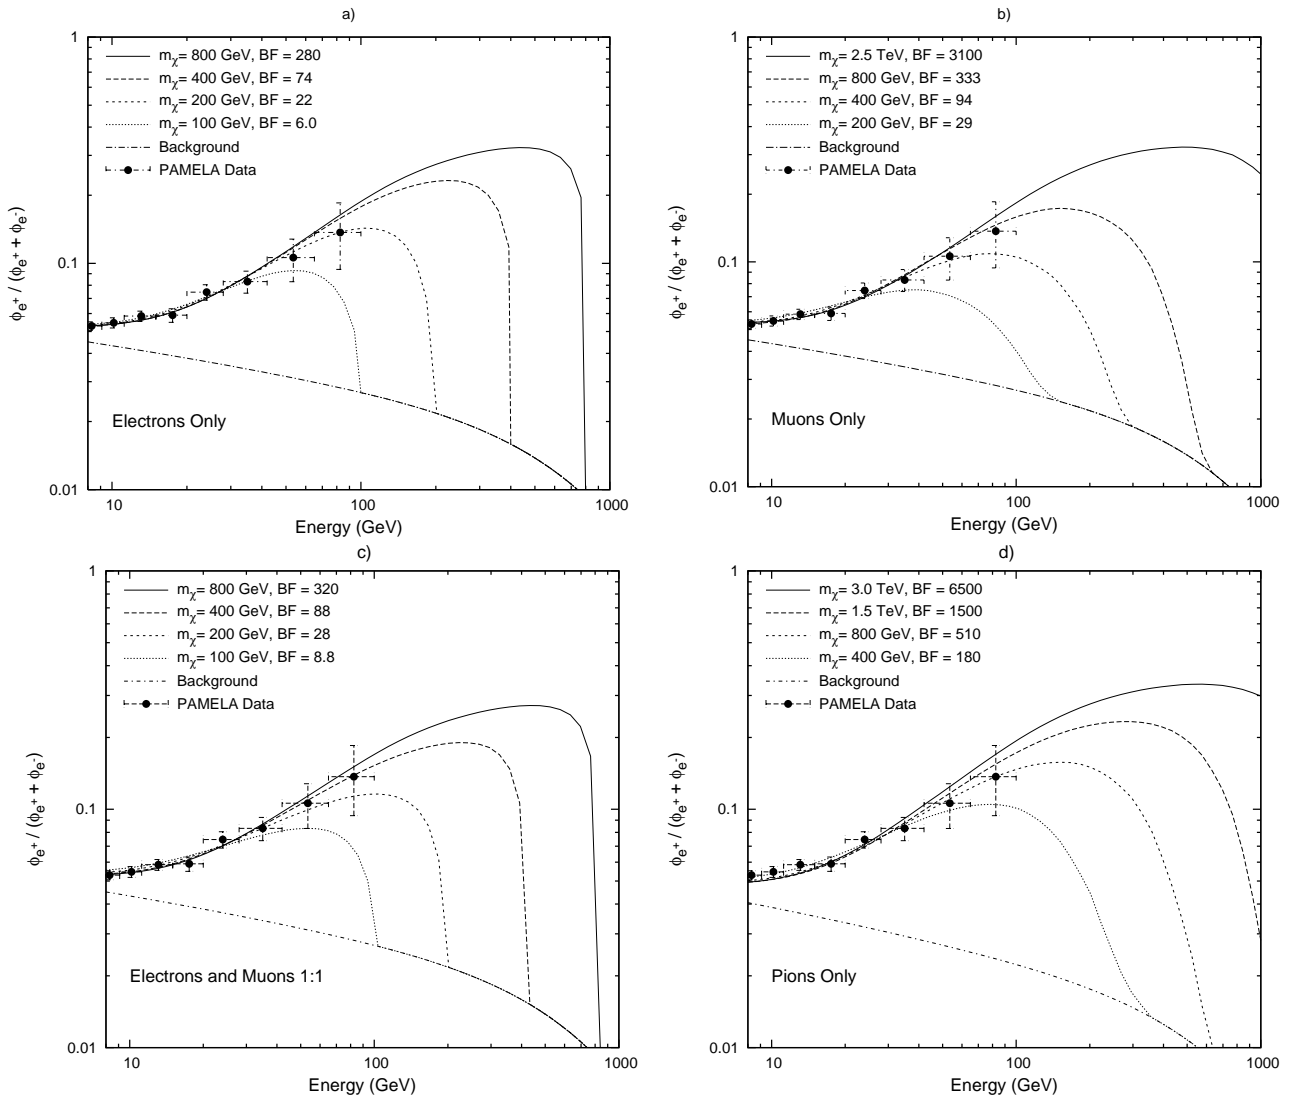 a)
1
0.1
0.01
m_χ= 800 GeV, BF = 280
m_χ= 400 GeV, BF = 74
m_χ= 200 GeV, BF = 22
m_χ= 100 GeV, BF = 6.0
Background
PAMELA Data
ϕ_e⁺ / (ϕ_e⁺ + ϕ_e⁻)
Electrons Only
10 100 1000
Energy (GeV)
b)
1
0.1
0.01
m_χ= 2.5 TeV, BF = 3100
m_χ= 800 GeV, BF = 333
m_χ= 400 GeV, BF = 94
m_χ= 200 GeV, BF = 29
Background
PAMELA Data
ϕ_e⁺ / (ϕ_e⁺ + ϕ_e⁻)
Muons Only
10 100 1000
Energy (GeV)
c)
1
0.1
0.01
m_χ= 800 GeV, BF = 320
m_χ= 400 GeV, BF = 88
m_χ= 200 GeV, BF = 28
m_χ= 100 GeV, BF = 8.8
Background
PAMELA Data
ϕ_e⁺ / (ϕ_e⁺ + ϕ_e⁻)
Electrons and Muons 1:1
10 100 1000
Energy (GeV)
d)
1
0.1
0.01
m_χ= 3.0 TeV, BF = 6500
m_χ= 1.5 TeV, BF = 1500
m_χ= 800 GeV, BF = 510
m_χ= 400 GeV, BF = 180
Background
PAMELA Data
ϕ_e⁺ / (ϕ_e⁺ + ϕ_e⁻)
Pions Only
10 100 1000
Energy (GeV)